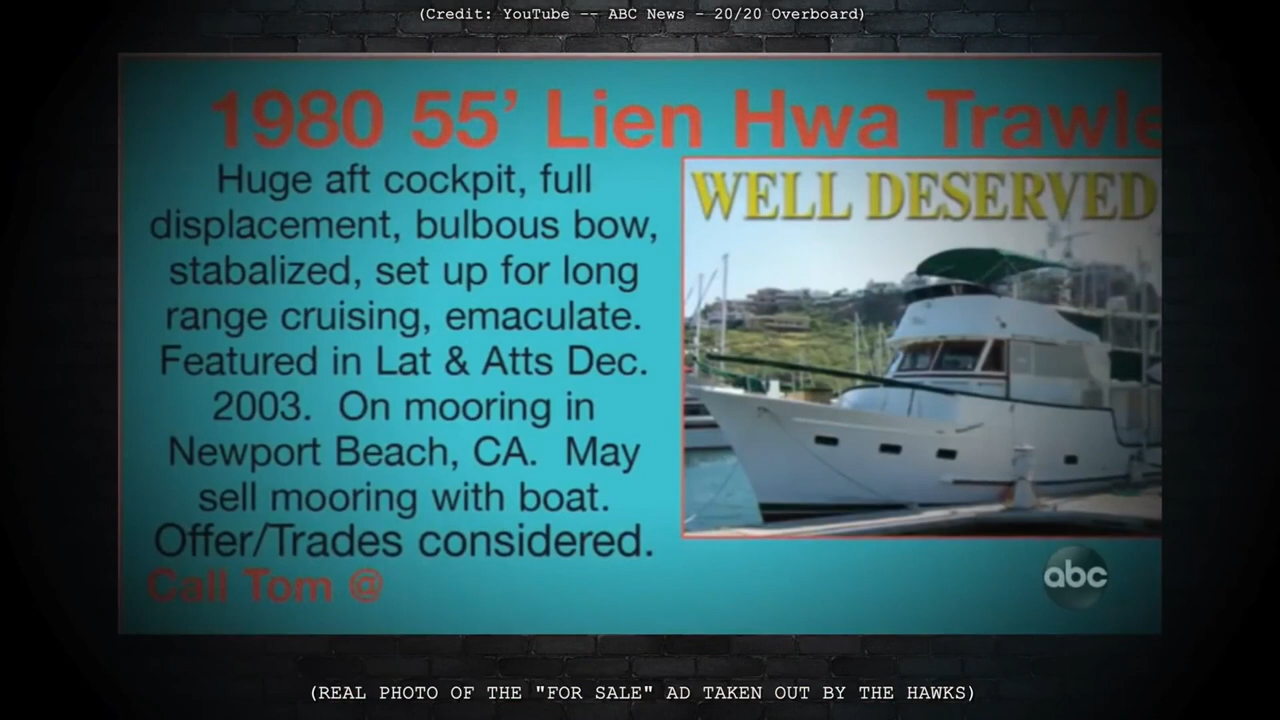 (Credit: YouTube -- ABC News - 20/20 Overboard)
1980 55' Lien Hwa Trawle
Huge aft cockpit, full
displacement, bulbous bow,
stabalized, set up for long
range cruising, emaculate.
Featured in Lat & Atts Dec.
2003. On mooring in
Newport Beach, CA. May
sell mooring with boat.
Offer/Trades considered.
Call Tom @
WELL DESERVED
abc
(REAL PHOTO OF THE "FOR SALE" AD TAKEN OUT BY THE HAWKS)